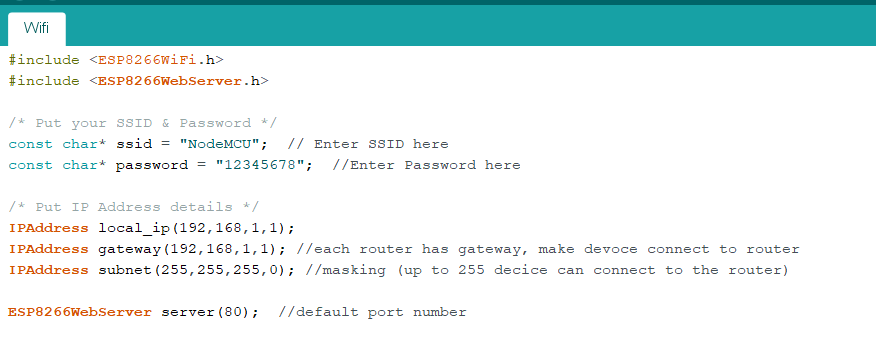 Wifi
#include <ESP8266WiFi.h>
#include <ESP8266WebServer.h>
/* Put your SSID & Password */
const char* ssid = "NodeMCU";  // Enter SSID here
const char* password = "12345678";  //Enter Password here
/* Put IP Address details */
IPAddress local_ip(192,168,1,1);
IPAddress gateway(192,168,1,1); //each router has gateway, make devoce connect to router
IPAddress subnet(255,255,255,0); //masking (up to 255 decice can connect to the router)
ESP8266WebServer server(80);  //default port number